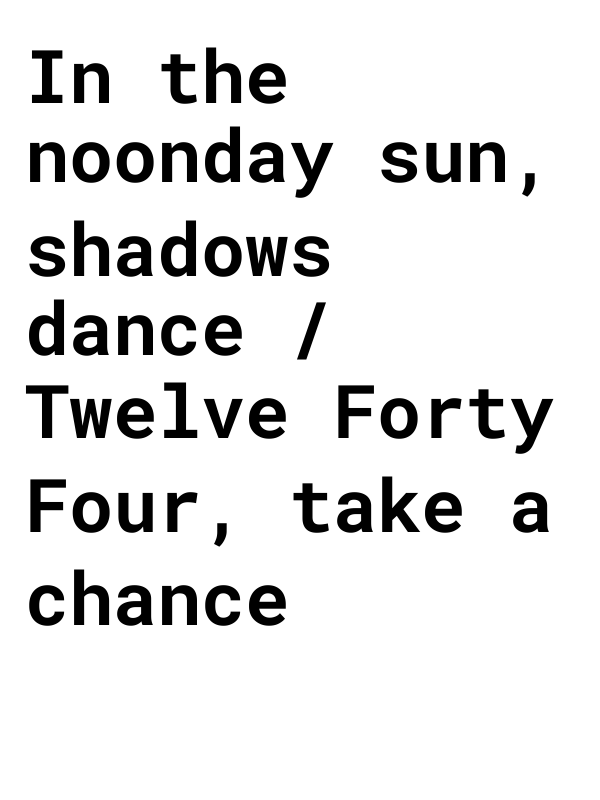 In the
noonday sun,
shadows
dance /
Twelve Forty
Four, take a
chance